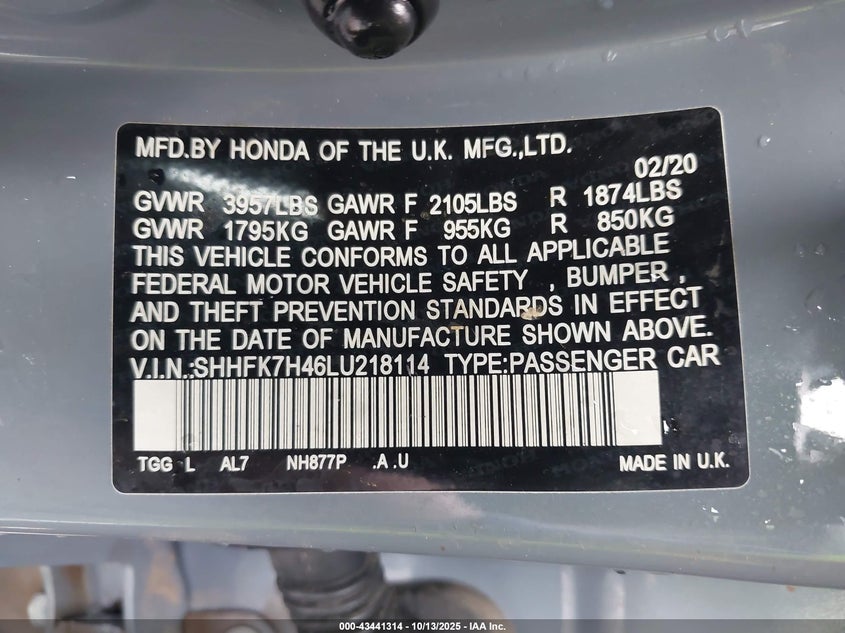 MFD.BY HONDA OF THE U.K. MFG.,LTD.
02/20
GVWR 3957LBS GAWR F 2105LBS R 1874LBS
GVWR 1795KG GAWR F 955KG R 850KG
THIS VEHICLE CONFORMS TO ALL APPLICABLE
FEDERAL MOTOR VEHICLE SAFETY , BUMPER ,
AND THEFT PREVENTION STANDARDS IN EFFECT
ON THE DATE OF MANUFACTURE SHOWN ABOVE.
V.I.N.:SHHFK7H46LU218114 TYPE:PASSENGER CAR
TGG L AL7 NH877P .A .U MADE IN U.K.
000-43441314 - 10/13/2025 - IAA Inc.